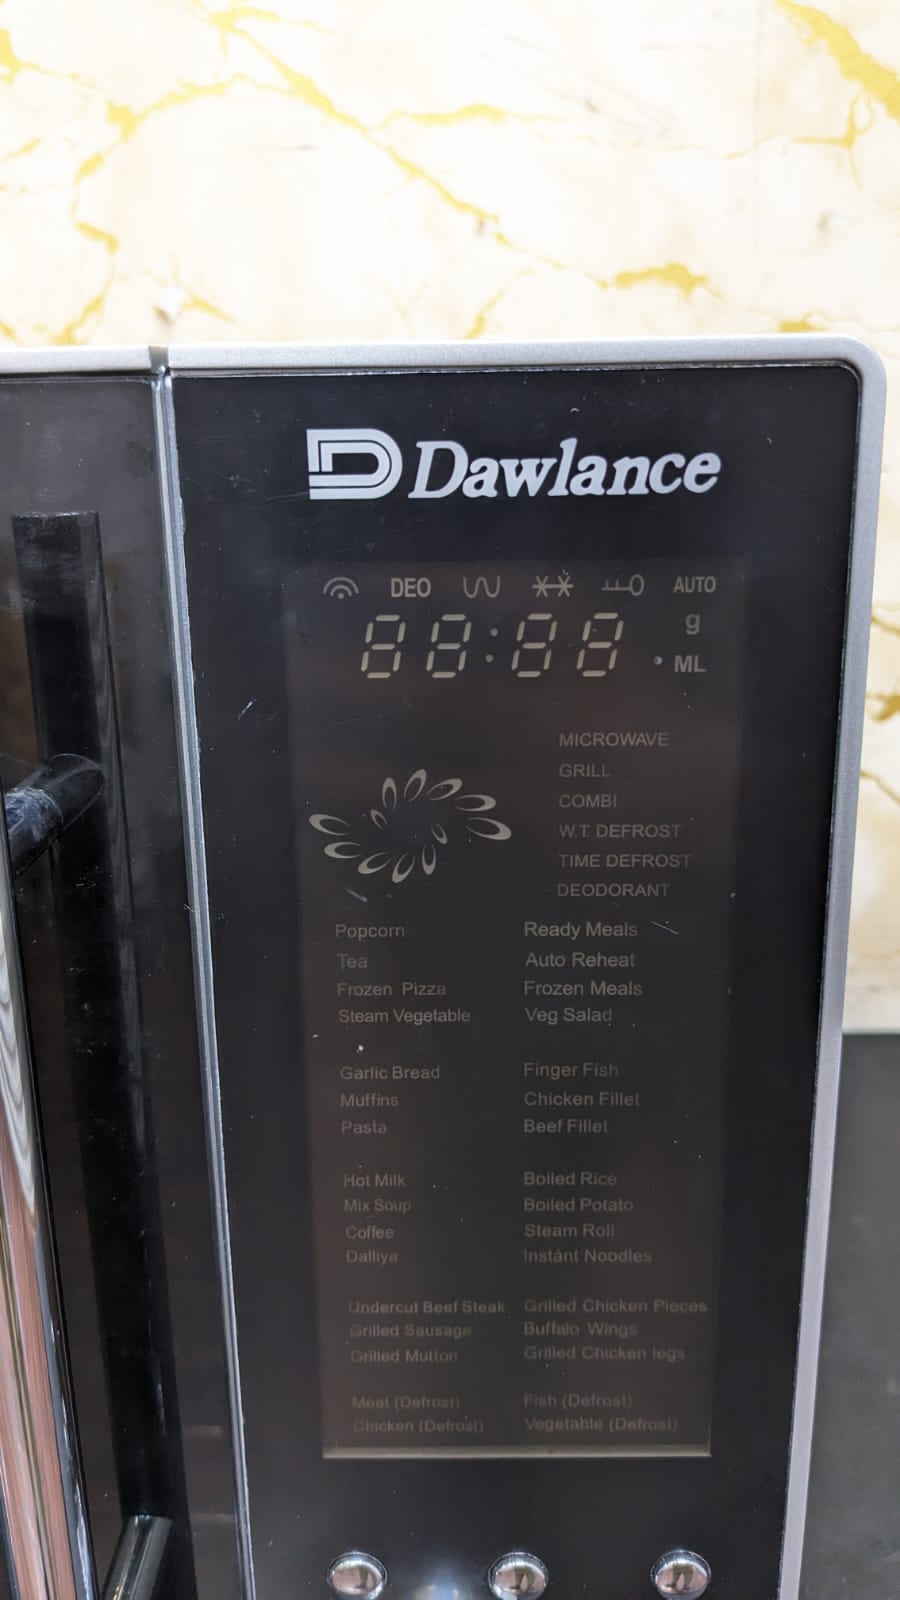 Dawlance
DEO AUTO
88:88 g
ML
MICROWAVE
GRILL
COMBI
W.T DEFROST
TIME DEFROST
DEODORANT
Popcorn Ready Meals
Tea Auto Reheat
Frozen Pizza Frozen Meals
Steam Vegetable Veg Salad
Garlic Bread Finger Fish
Muffins Chicken Fillet
Pasta Beef Fillet
Hot Milk Boiled Rice
Mix Soup Boiled Potato
Coffee Steam Roll
Dalliya Instant Noodles
Undercut Beef Steak Grilled Chicken Pieces
Grilled Sausage Buffalo Wings
Grilled Mutton Grilled Chicken legs
Meat (Defrost) Fish (Defrost)
Chicken (Defrost) Vegetable (Defrost)